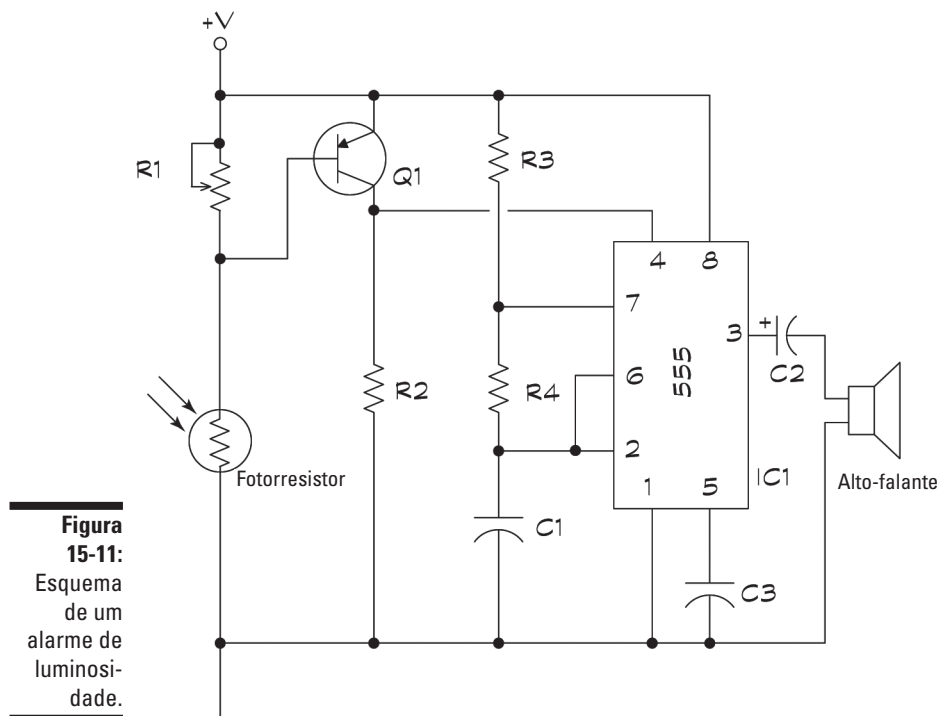 +V
R1
Q1
R3
4
8
7
3
+
555
C2
R2
R4
6
2
Fotorresistor
1
5
IC1
Alto-falante
C1
C3
Figura
15-11:
Esquema
de um
alarme de
luminosi-
dade.